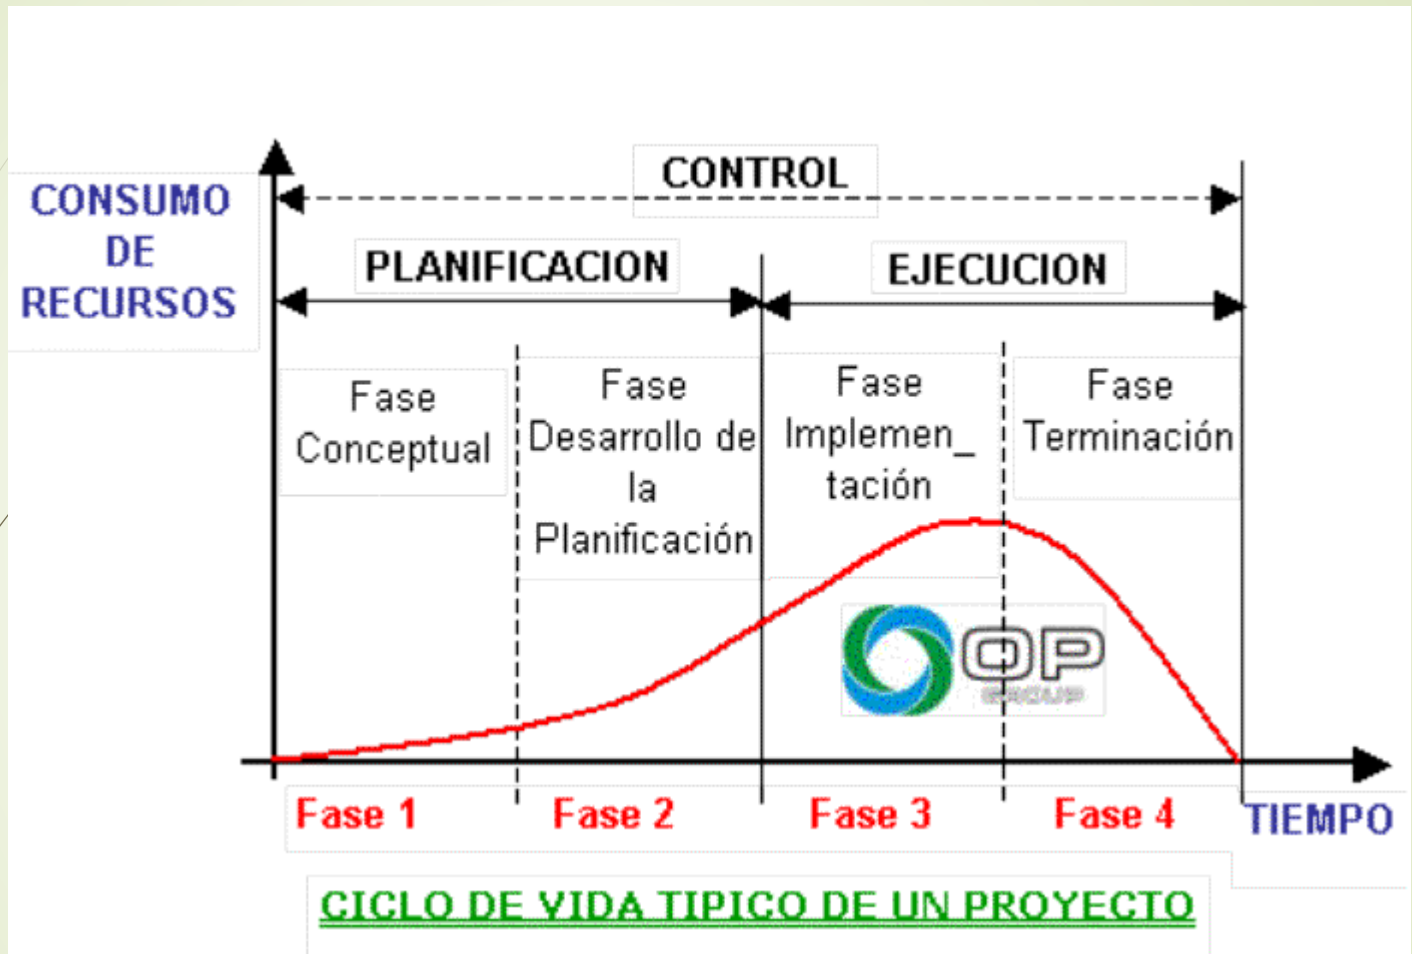 CONTROL
CONSUMO
DE
RECURSOS
PLANIFICACION
EJECUCION
Fase
Conceptual
Fase
Desarrollo de
la
Planificación
Fase
Implemen_
tación
Fase
Terminación
OP
GROUP
Fase 1
Fase 2
Fase 3
Fase 4
TIEMPO
CICLO DE VIDA TIPICO DE UN PROYECTO